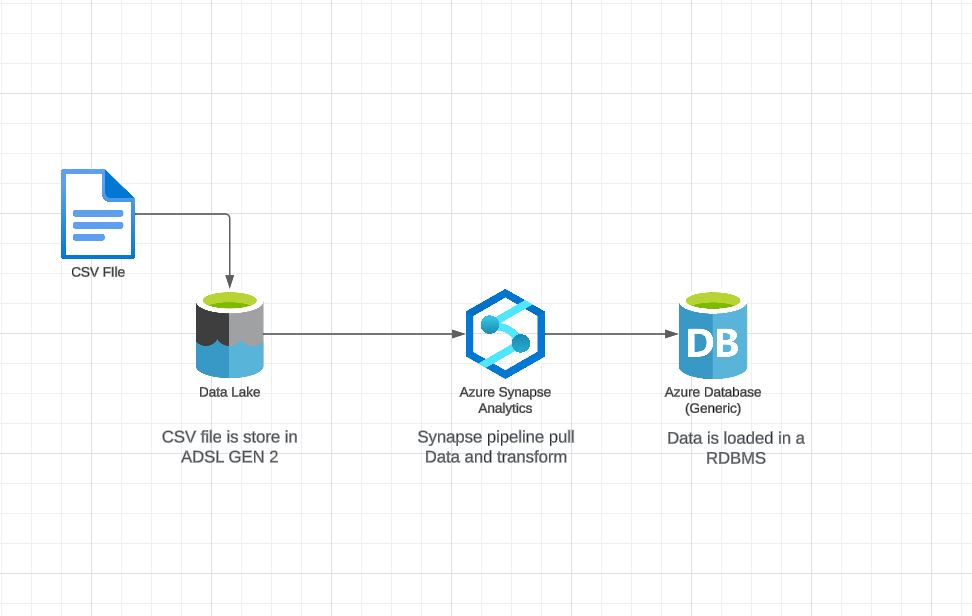 CSV FIle
Data Lake
CSV file is store in
ADSL GEN 2
Azure Synapse
Analytics
Synapse pipeline pull
Data and transform
DB
Azure Database
(Generic)
Data is loaded in a
RDBMS